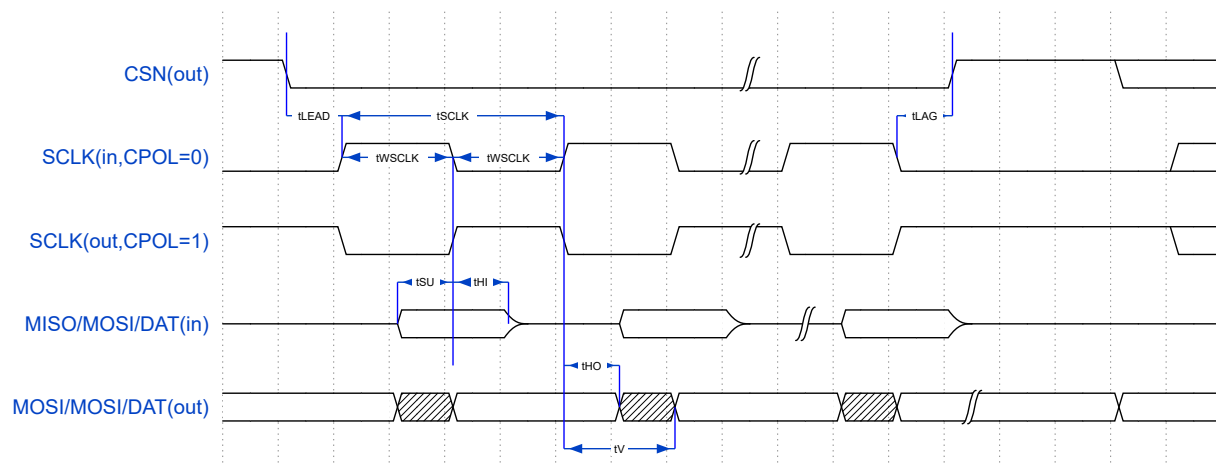 CSN(out)
tLEAD
tSCLK
tLAG
SCLK(in,CPOL=0)
tWSCLK
tWSCLK
SCLK(out,CPOL=1)
tSU
tHI
MISO/MOSI/DAT(in)
tHO
MOSI/MOSI/DAT(out)
tV